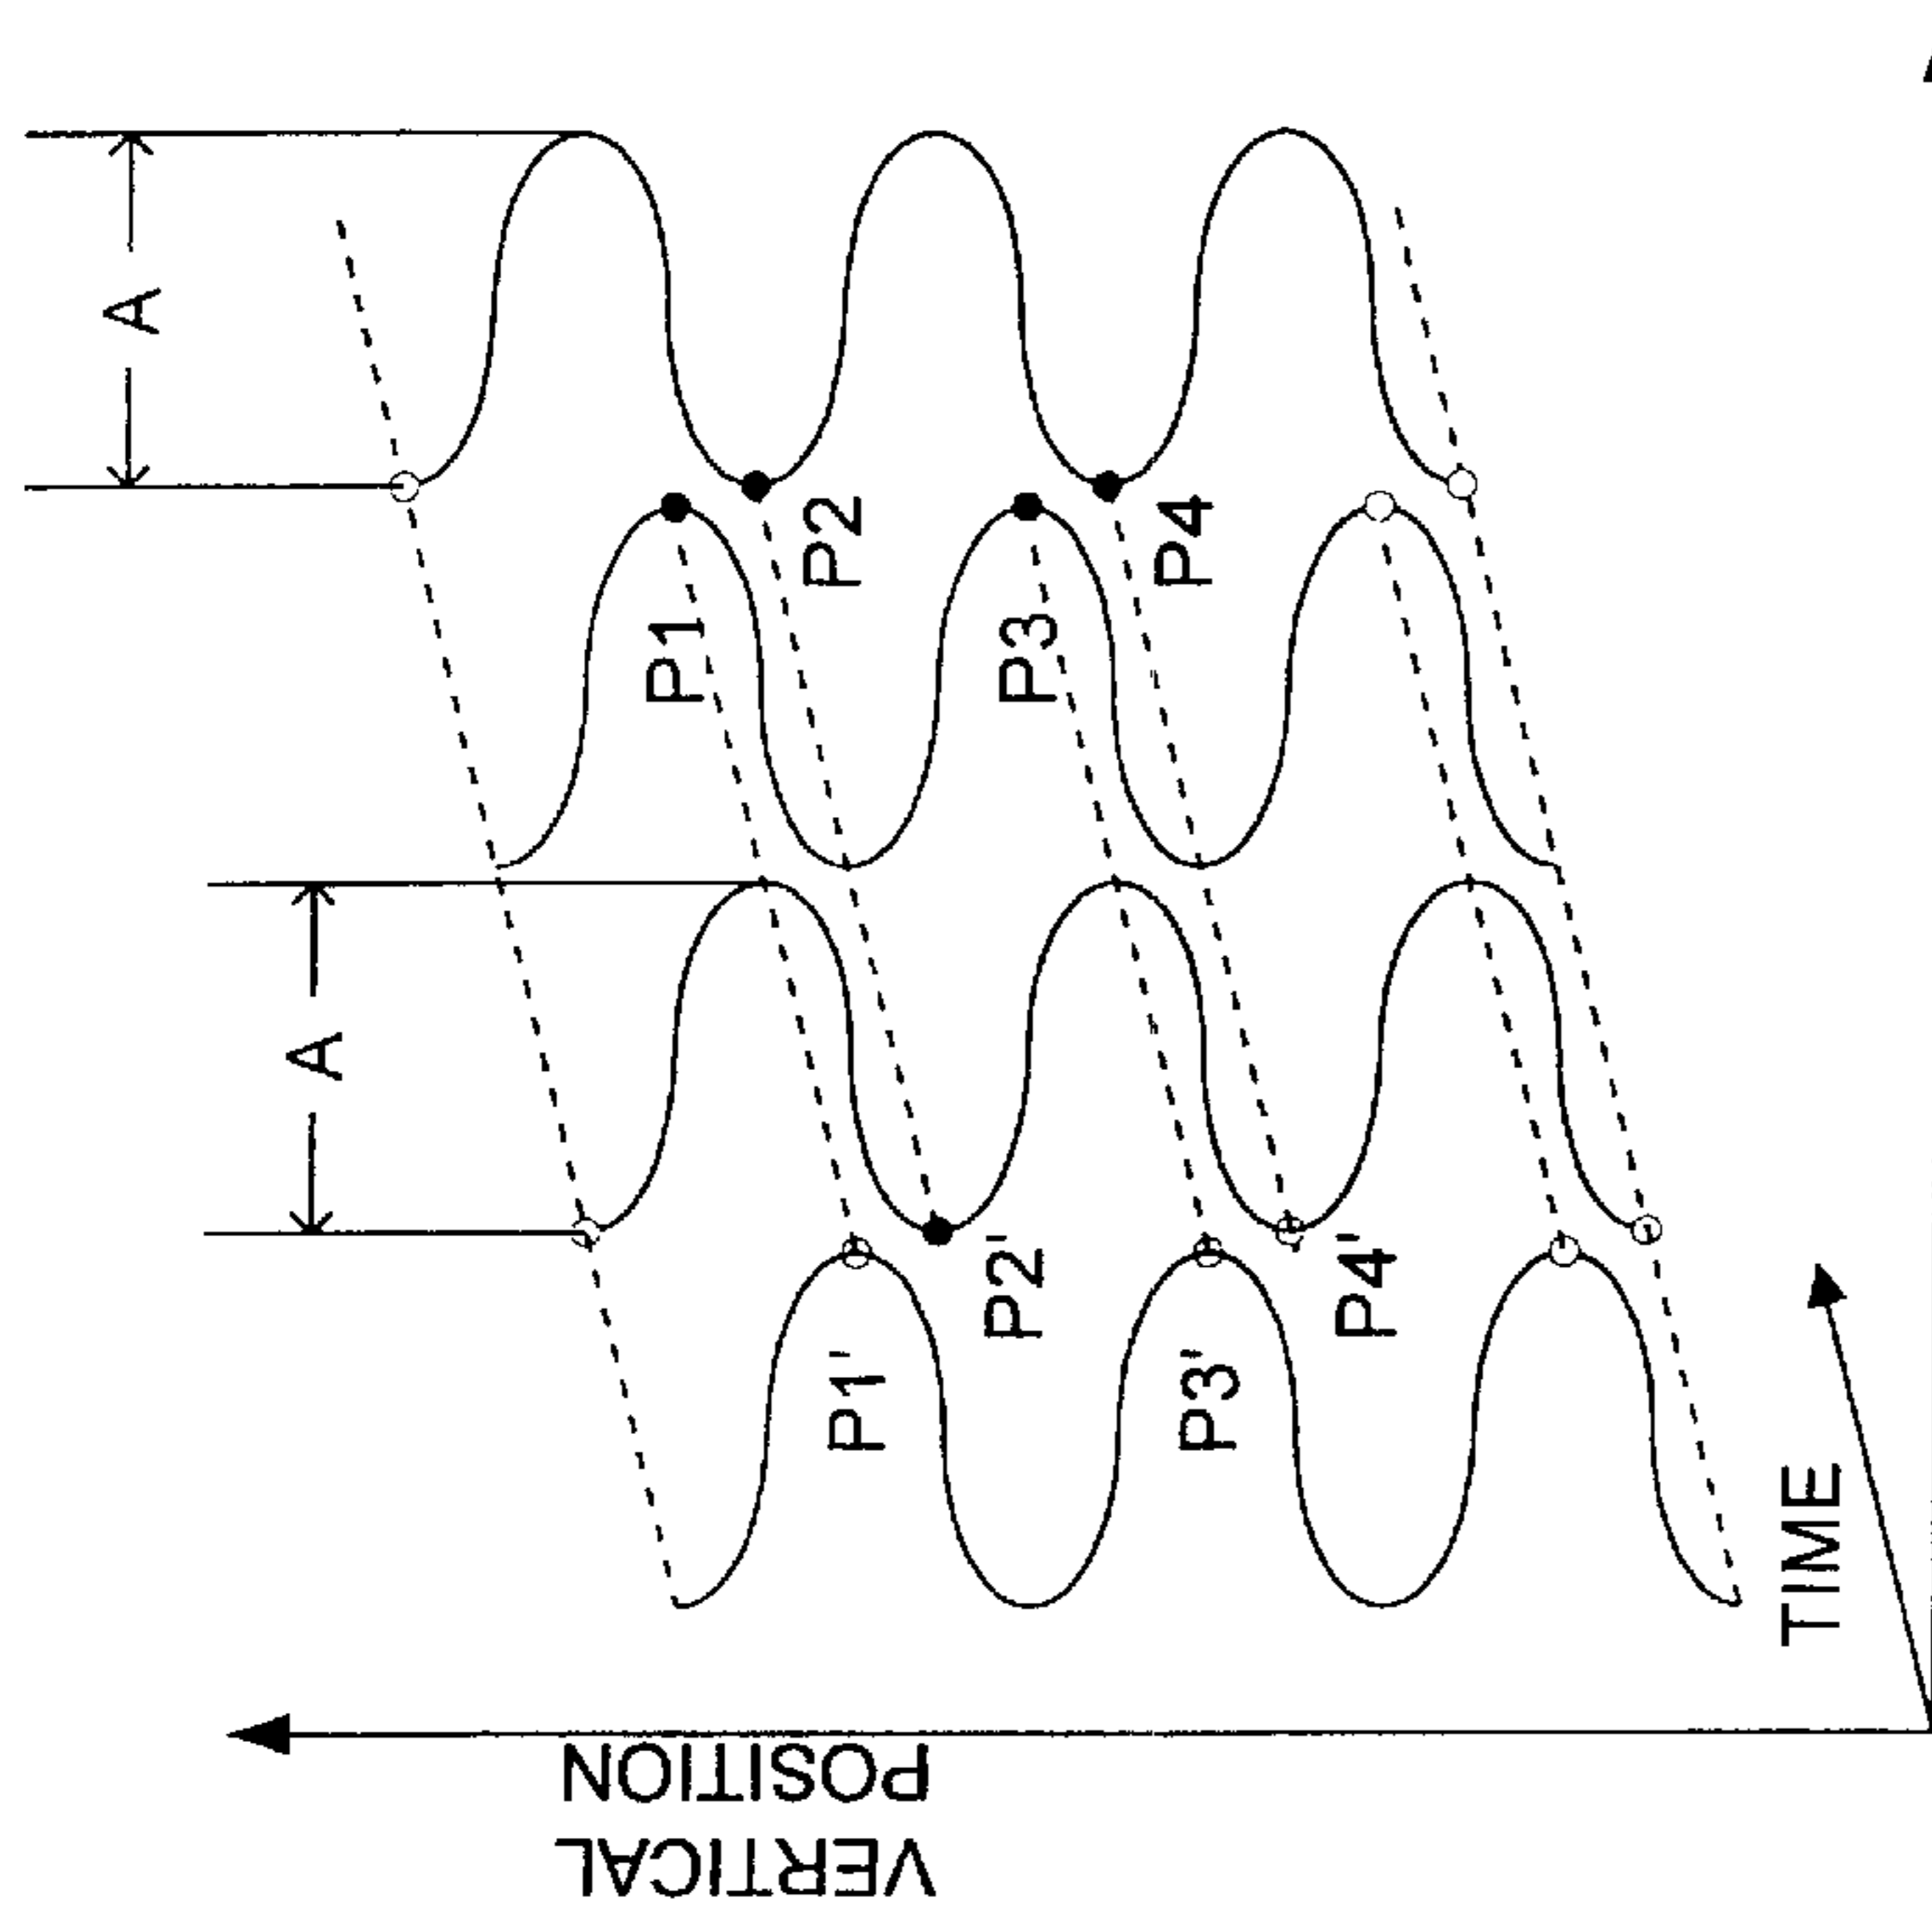 A
A
P1
P2
P3
P4
P1'
P2'
P3'
P4'
TIME
VERTICAL
POSITION